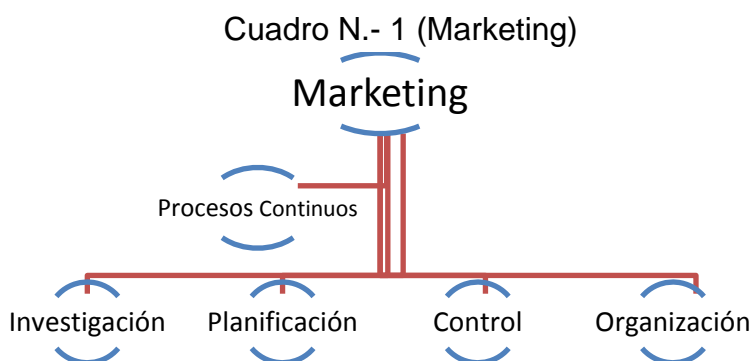 Cuadro N.- 1 (Marketing)
Marketing
Procesos Continuos
Investigación Planificación Control Organización